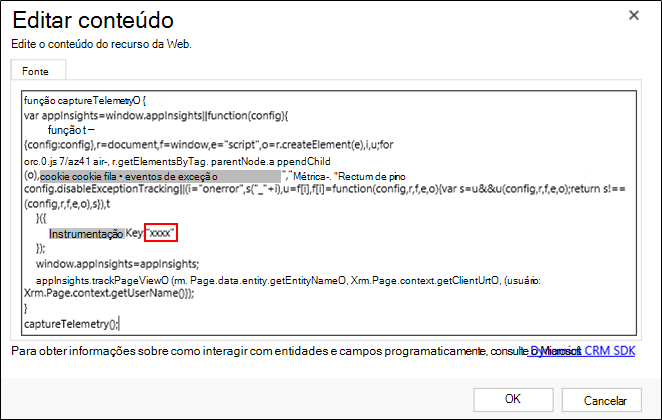 Editar conteúdo
Edite o conteúdo do recurso da Web.
Fonte
função captureTelemetryO {
var appInsights=window.appInsights||function(config){
função t —
{config:config},r=document,f=window,e="script",o=r.createElement(e),i,u;for
orc.0.js 7/az41 air-, r.getElementsByTag. parentNode.a ppendChild
(o),cookie cookie fila • eventos de exceção ","Métrica-. "Rectum de pino
config.disableExceptionTracking||(i="onerror",s("_"+i),u=f[i],f[i]=function(config,r,f,e,o){var s=u&&u(config,r,f,e,o);return s!==
(config,r,f,e,o),s}),t
}({
Instrumentação Key:"xxxx"
});
window.appInsights=appInsights;
appInsights.trackPageViewO (rm. Page.data.entity.getEntityNameO, Xrm.Page.context.getClientUrtO, (usuário:
Xrm.Page.context.getUserName()});
}
captureTelemetry();
Para obter informações sobre como interagir com entidades e campos programaticamente, consulte o Microsoft Dynamics CRM SDK
OK
Cancelar